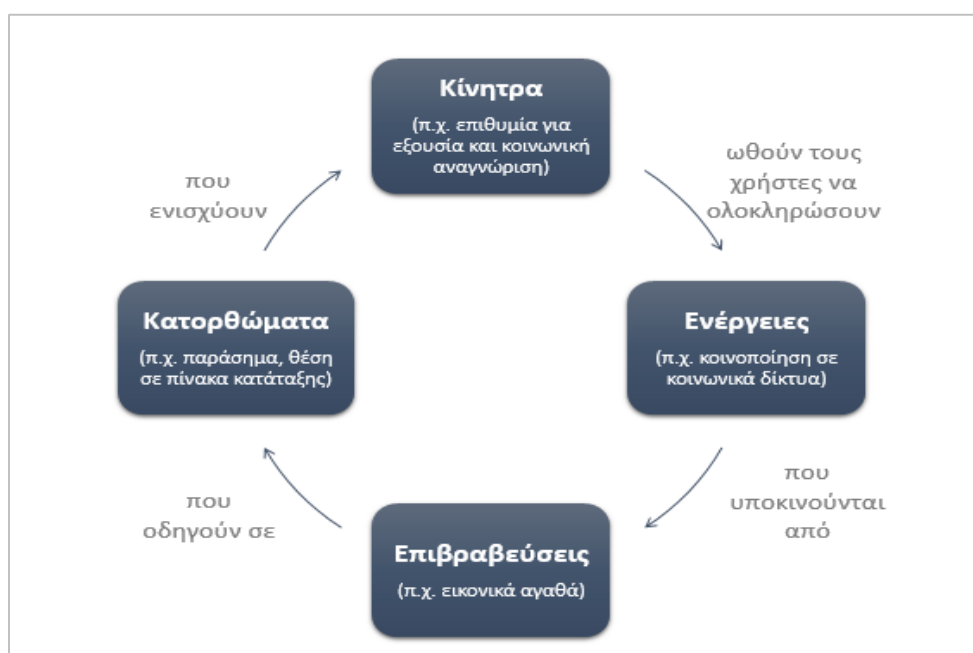 Κίνητρα
(π.χ. επιθυμία για
εξουσία και κοινωνική
αναγνώριση)
ωθούν τους
χρήστες να
ολοκληρώσουν
Ενέργειες
(π.χ. κοινοποίηση σε
κοινωνικά δίκτυα)
που
υποκινούνται
από
Επιβραβεύσεις
(π.χ. εικονικά αγαθά)
που
οδηγούν σε
Κατορθώματα
(π.χ. παράσημα, θέση
σε πίνακα κατάταξης)
που
ενισχύουν